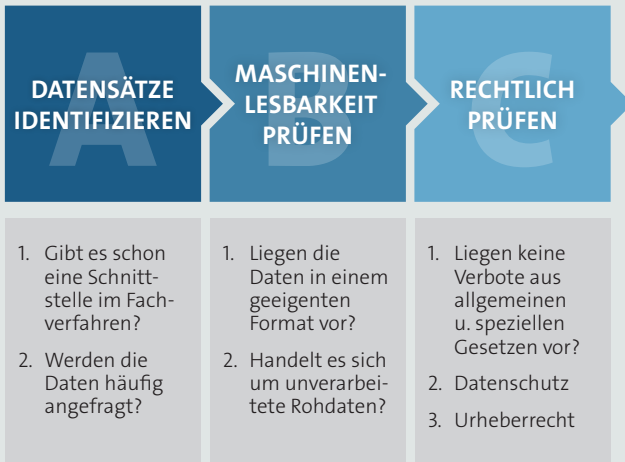 A
DATENSÄTZE
IDENTIFIZIEREN
B
MASCHINEN-
LESBARKEIT
PRÜFEN
C
RECHTLICH
PRÜFEN
1. Gibt es schon
eine Schnitt-
stelle im Fach-
verfahren?
2. Werden die
Daten häufig
angefragt?
1. Liegen die
Daten in einem
geeigenten
Format vor?
2. Handelt es sich
um unverarbei-
tete Rohdaten?
1. Liegen keine
Verbote aus
allgemeinen
u. speziellen
Gesetzen vor?
2. Datenschutz
3. Urheberrecht